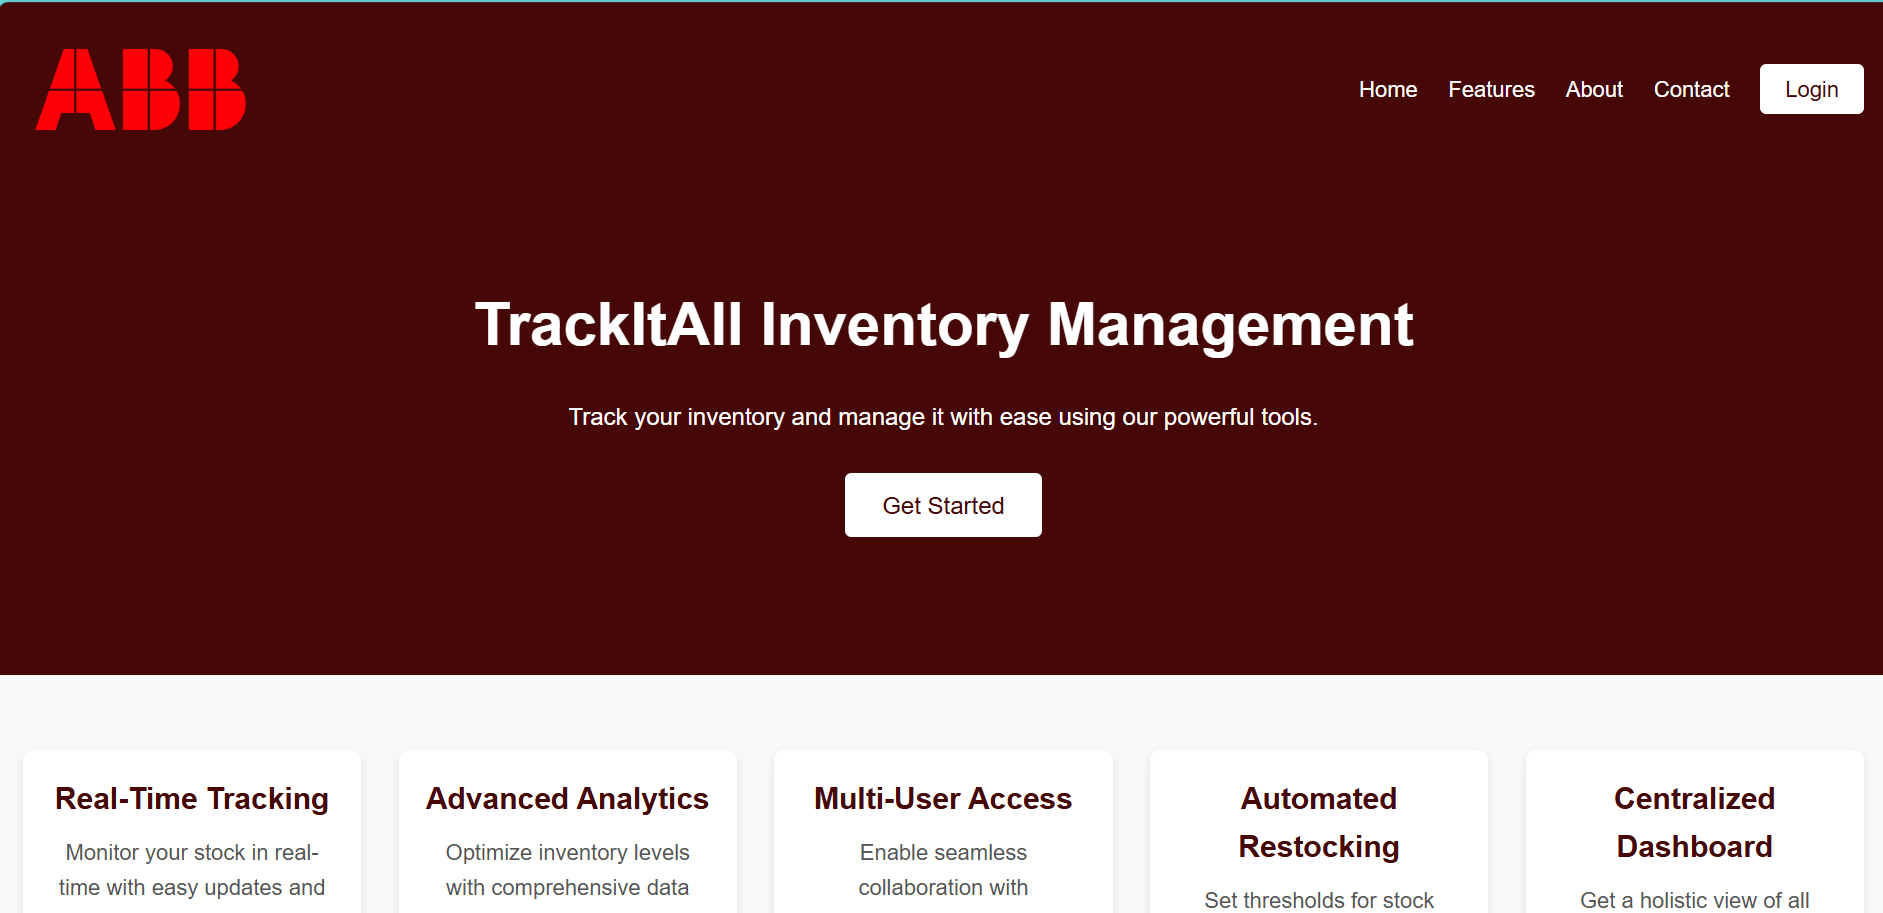 ABB
Home Features About Contact Login
TrackItAll Inventory Management
Track your inventory and manage it with ease using our powerful tools.
Get Started
Real-Time Tracking
Monitor your stock in real-
time with easy updates and
Advanced Analytics
Optimize inventory levels
with comprehensive data
Multi-User Access
Enable seamless
collaboration with
Automated
Restocking
Set thresholds for stock
Centralized
Dashboard
Get a holistic view of all